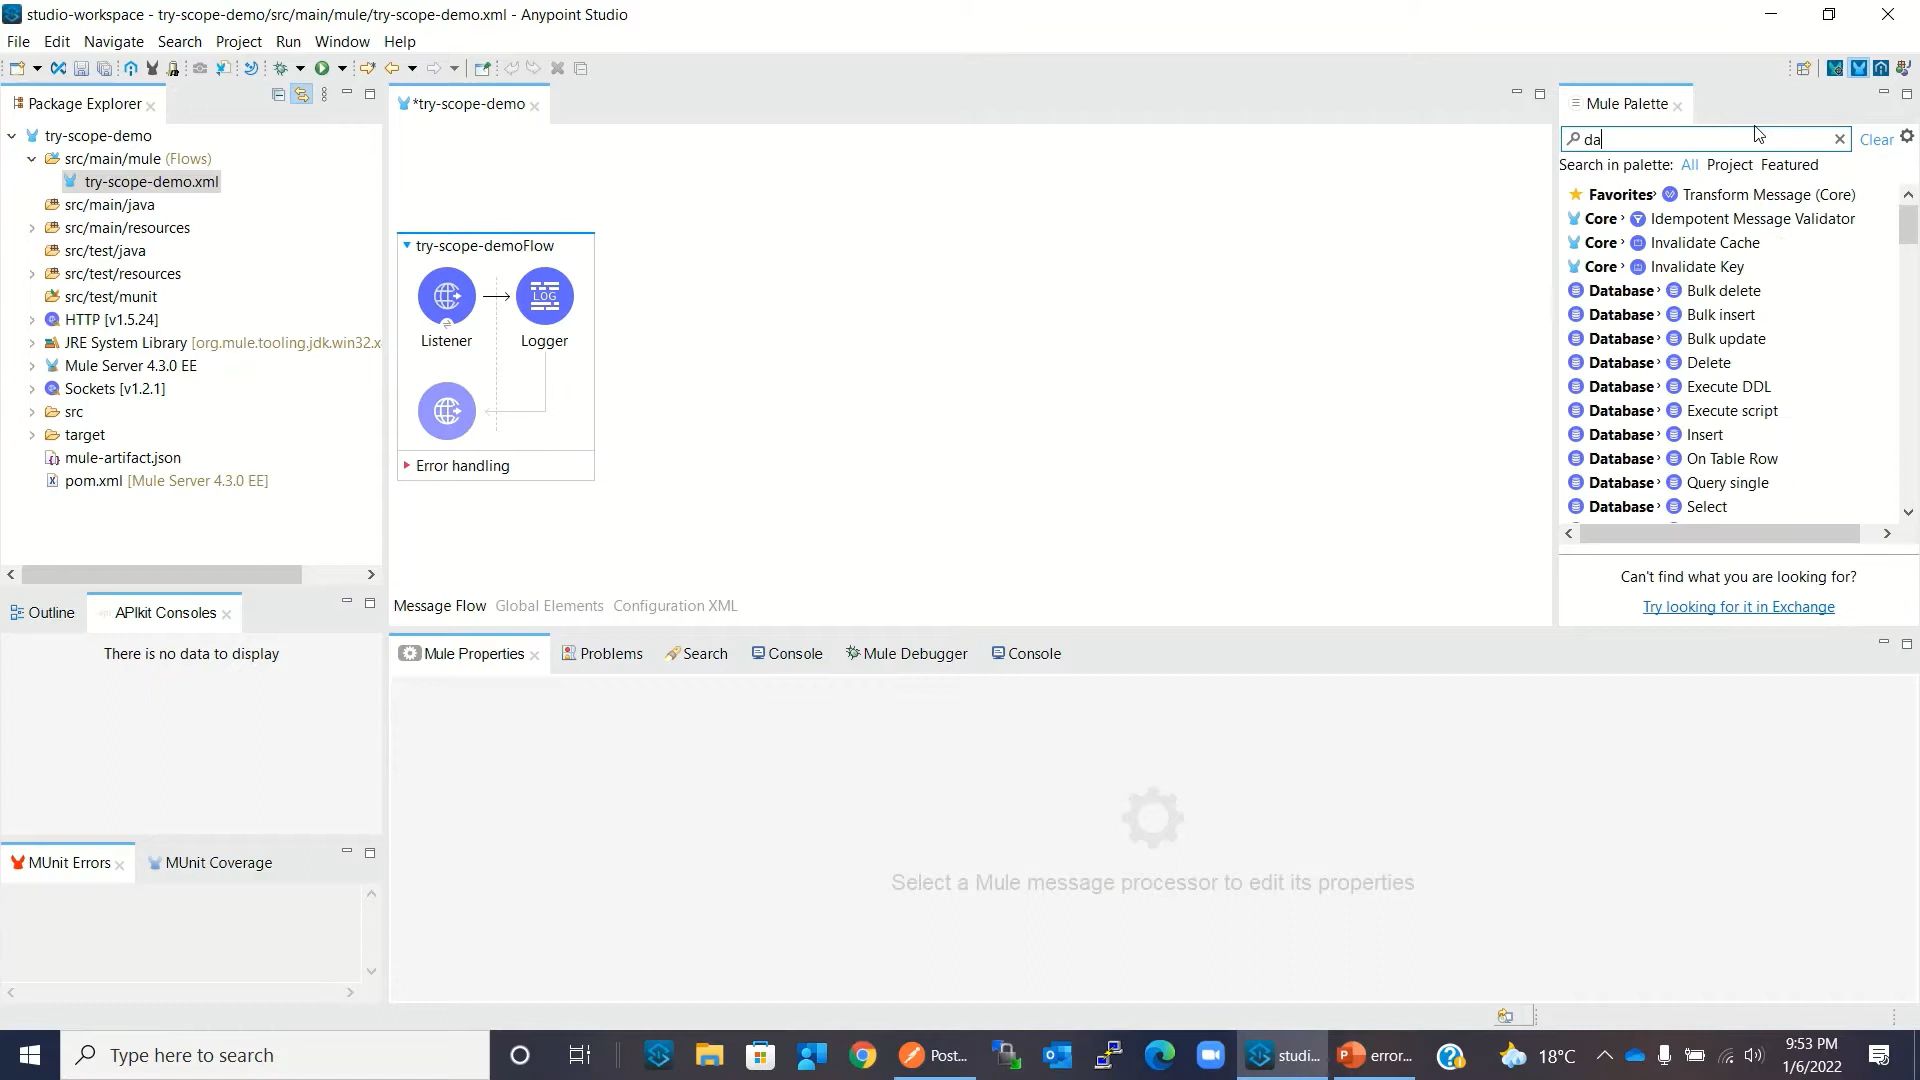 studio-workspace - try-scope-demo/src/main/mule/try-scope-demo.xml - Anypoint Studio
File Edit Navigate Search Project Run Window Help
Package Explorer
try-scope-demo
src/main/mule (Flows)
try-scope-demo.xml
src/main/java
src/main/resources
src/test/java
src/test/resources
src/test/munit
HTTP [v1.5.24]
JRE System Library [org.mule.tooling.jdk.win32.x
Mule Server 4.3.0 EE
Sockets [v1.2.1]
src
target
mule-artifact.json
pom.xml [Mule Server 4.3.0 EE]
*try-scope-demo
try-scope-demoFlow
LOG
Listener
Logger
Error handling
Message Flow Global Elements Configuration XML
Mule Palette
da
Clear
Search in palette: All Project Featured
Favorites Transform Message (Core)
Core Idempotent Message Validator
Core Invalidate Cache
Core Invalidate Key
Database Bulk delete
Database Bulk insert
Database Bulk update
Database Delete
Database Execute DDL
Database Execute script
Database Insert
Database On Table Row
Database Query single
Database Select
Can't find what you are looking for?
Try looking for it in Exchange
Outline APIkit Consoles
There is no data to display
MUnit Errors MUnit Coverage
Mule Properties Problems Search Console Mule Debugger Console
Select a Mule message processor to edit its properties
Type here to search
Post...
studi...
error...
18°C
9:53 PM
1/6/2022